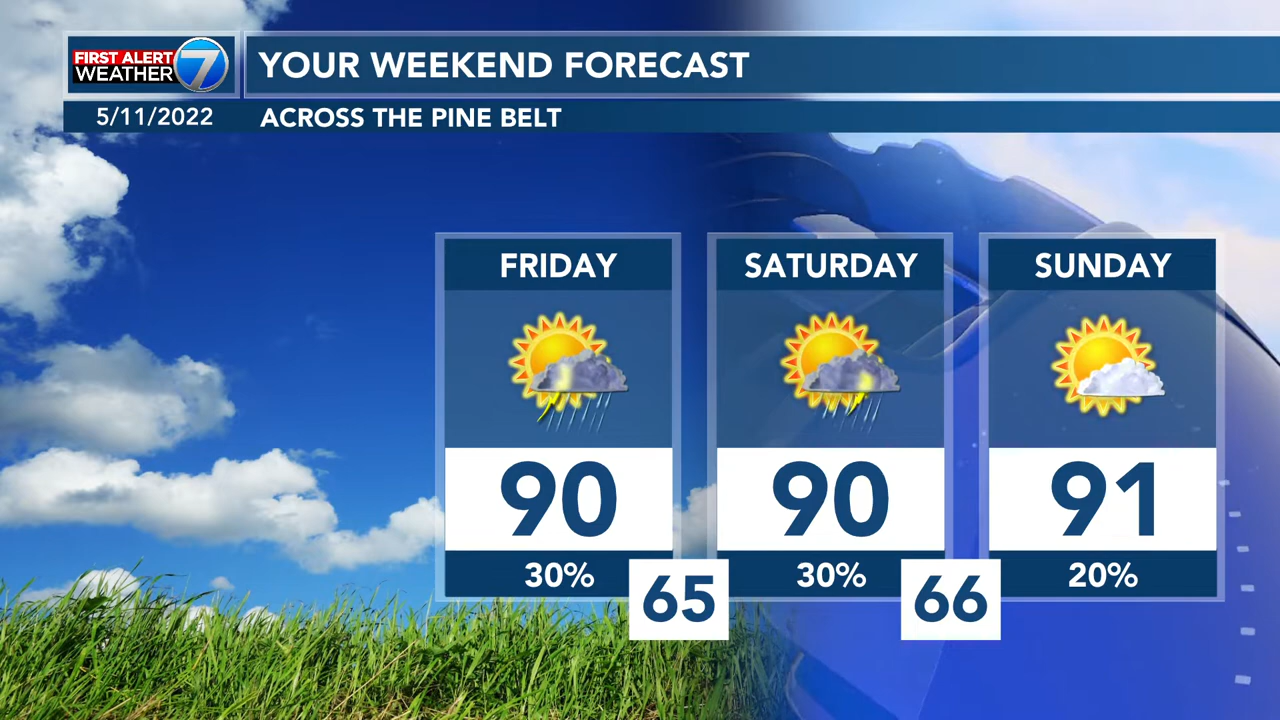 FIRST ALERT
WEATHER 7
YOUR WEEKEND FORECAST
5/11/2022
ACROSS THE PINE BELT
FRIDAY
SATURDAY
SUNDAY
90
90
91
30%
30%
20%
65
66